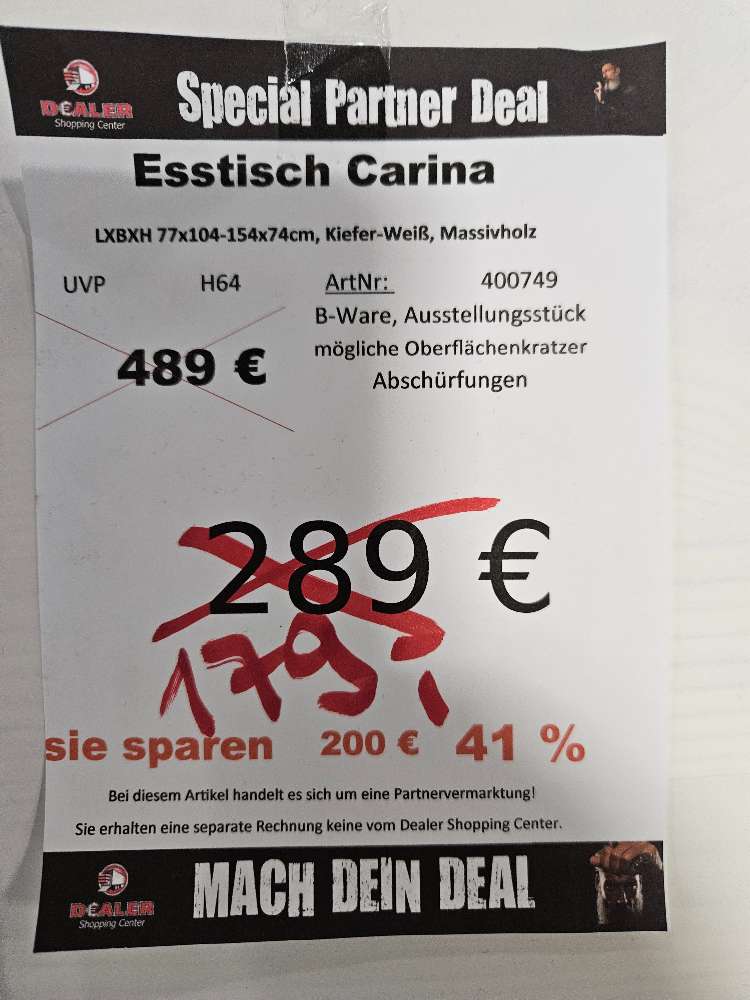 D€ALER
Shopping Center
Special Partner Deal
Esstisch Carina
LXBXH 77x104-154x74cm, Kiefer-Weiß, Massivholz
UVP H64 ArtNr: 400749
B-Ware, Ausstellungsstück
489 € mögliche Oberflächenkratzer
Abschürfungen
289 €
179,
sie sparen 200 € 41 %
Bei diesem Artikel handelt es sich um eine Partnervermarktung!
Sie erhalten eine separate Rechnung keine vom Dealer Shopping Center.
D€ALER
Shopping Center
MACH DEIN DEAL